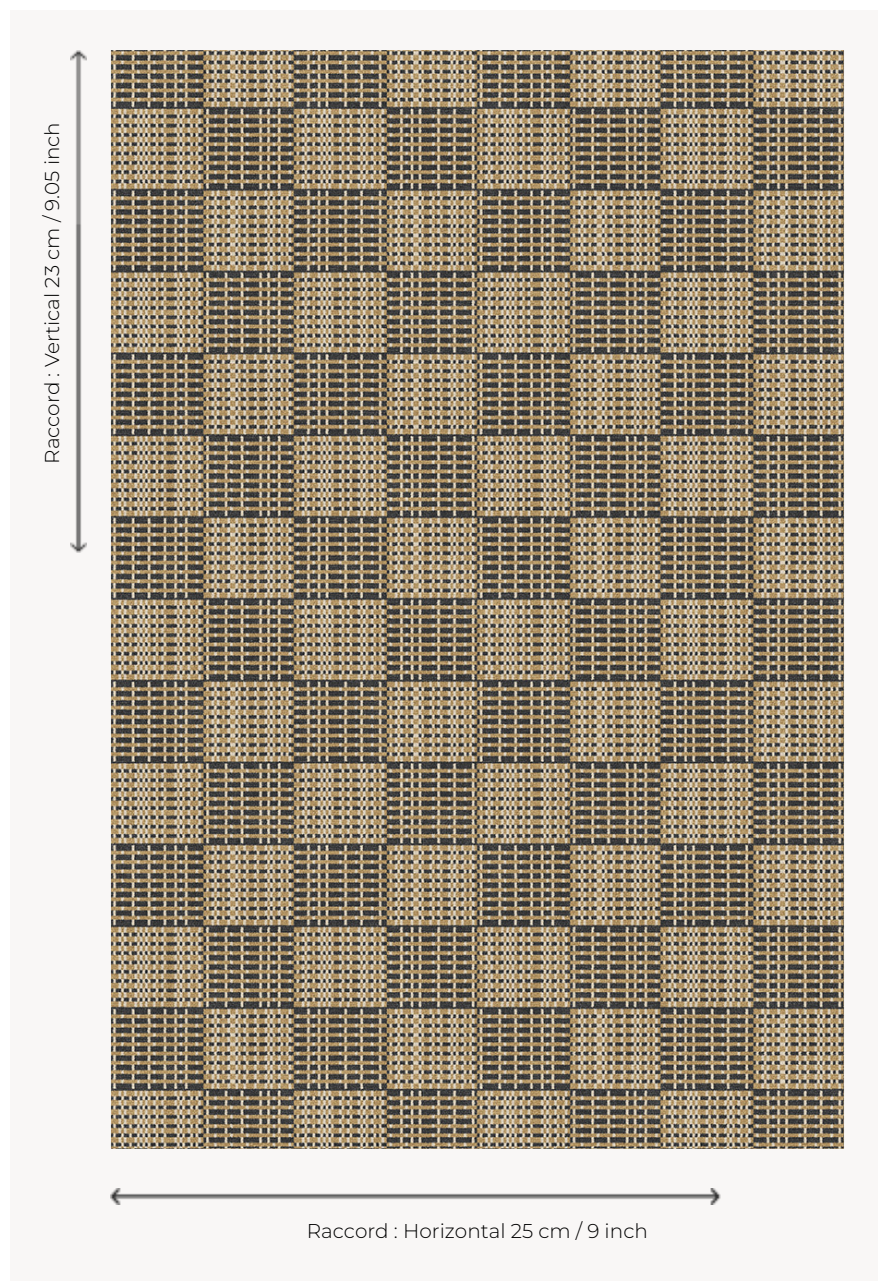 Raccord : Vertical 23 cm / 9.05 inch
Raccord : Horizontal 25 cm / 9 inch